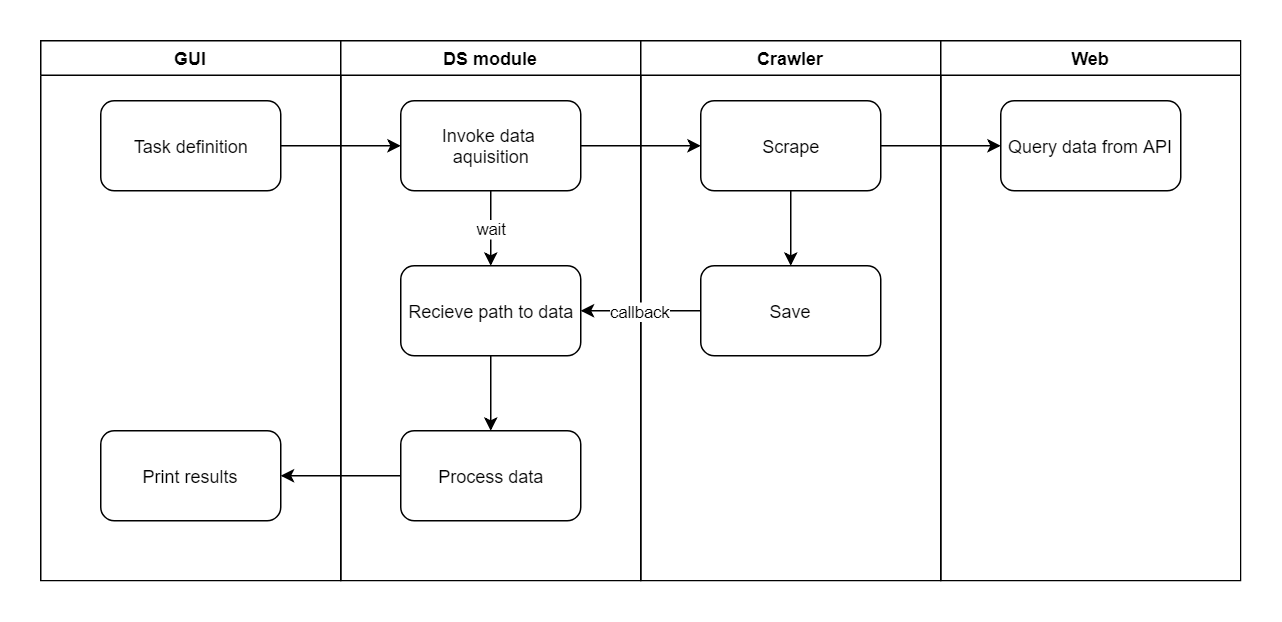 GUI
DS module
Crawler
Web
Task definition
Invoke data
aquisition
Scrape
Query data from API
wait
Recieve path to data
callback
Save
Print results
Process data